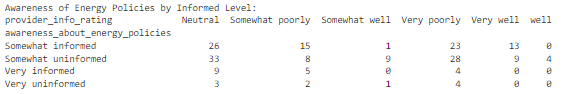 Awareness of Energy Policies by Informed Level:
provider_info_rating Neutral Somewhat poorly Somewhat well Very poorly Very well well
awareness_about_energy_policies
Somewhat informed 26 15 1 23 13 0
Somewhat uninformed 33 8 9 28 9 4
Very informed 9 5 0 4 0 0
Very uninformed 3 2 1 4 0 0